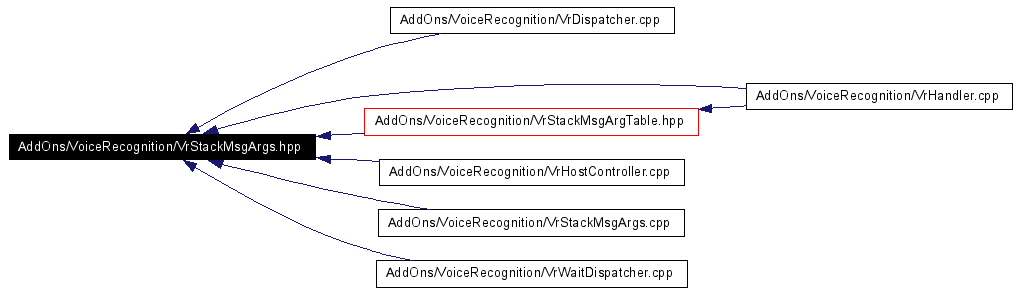 AddOns/VoiceRecognition/VrDispatcher.cpp
AddOns/VoiceRecognition/VrHandler.cpp
AddOns/VoiceRecognition/VrStackMsgArgTable.hpp
AddOns/VoiceRecognition/VrStackMsgArgs.hpp
AddOns/VoiceRecognition/VrHostController.cpp
AddOns/VoiceRecognition/VrStackMsgArgs.cpp
AddOns/VoiceRecognition/VrWaitDispatcher.cpp